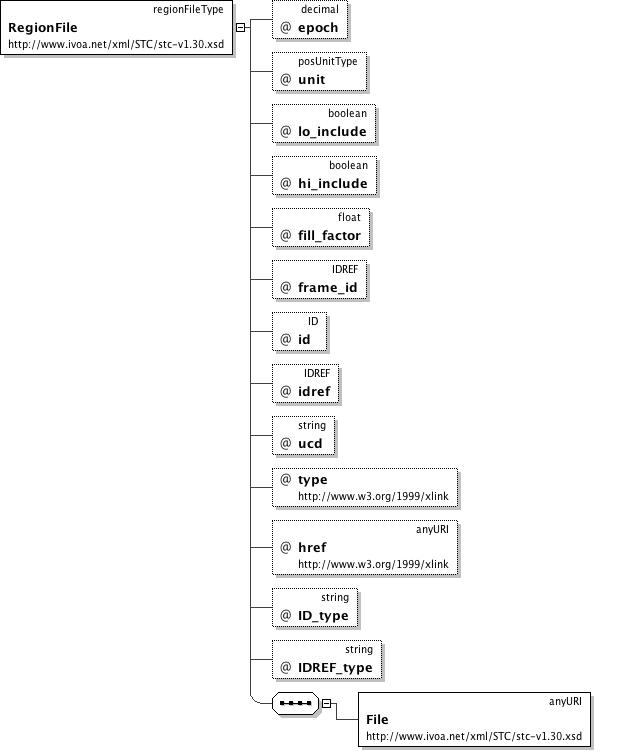 regionFileType
RegionFile
http://www.ivoa.net/xml/STC/stc-v1.30.xsd
decimal
@ epoch
posUnitType
@ unit
boolean
@ lo_include
boolean
@ hi_include
float
@ fill_factor
IDREF
@ frame_id
ID
@ id
IDREF
@ idref
string
@ ucd
@ type
http://www.w3.org/1999/xlink
anyURI
@ href
http://www.w3.org/1999/xlink
string
@ ID_type
string
@ IDREF_type
anyURI
File
http://www.ivoa.net/xml/STC/stc-v1.30.xsd